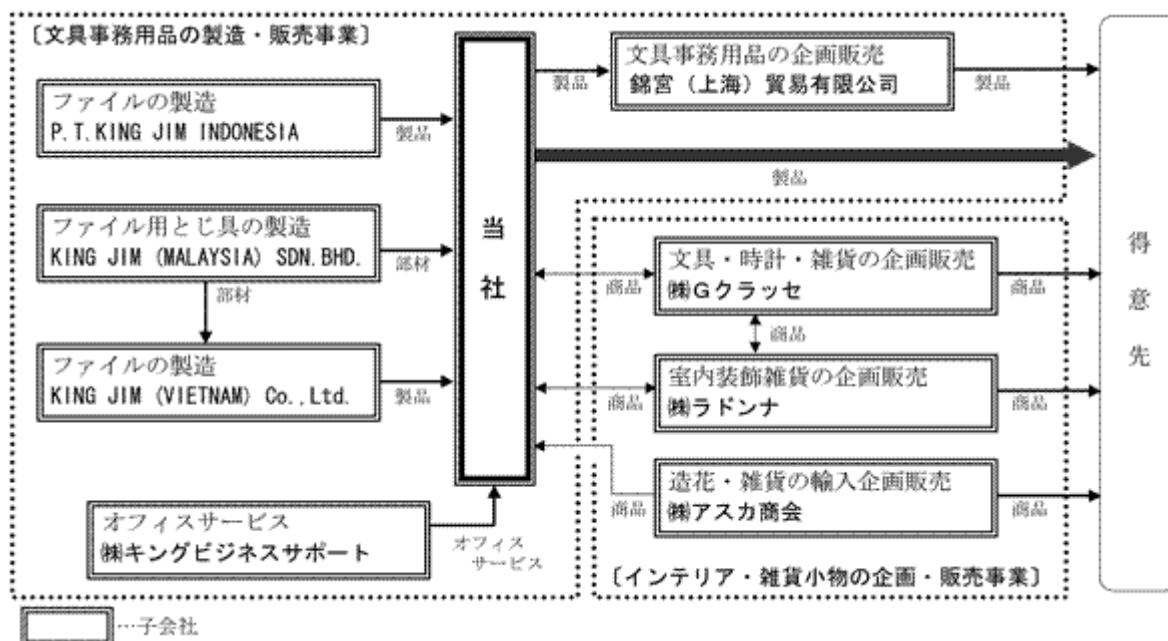 〔文具事務用品の製造・販売事業〕
ファイルの製造
P.T.KING JIM INDONESIA
製品
ファイル用とじ具の製造
KING JIM (MALAYSIA) SDN.BHD.
部材
部材
ファイルの製造
KING JIM (VIETNAM) Co.,Ltd.
製品
オフィスサービス
㈱キングビジネスサポート
オフィス
サービス
当社
製品
文具事務用品の企画販売
錦宮（上海）貿易有限公司
製品
製品
商品
文具・時計・雑貨の企画販売
㈱Gクラッセ
商品
商品
商品
室内装飾雑貨の企画販売
㈱ラドンナ
商品
商品
造花・雑貨の輸入企画販売
㈱アスカ商会
商品
〔インテリア・雑貨小物の企画・販売事業〕
得意先
…子会社